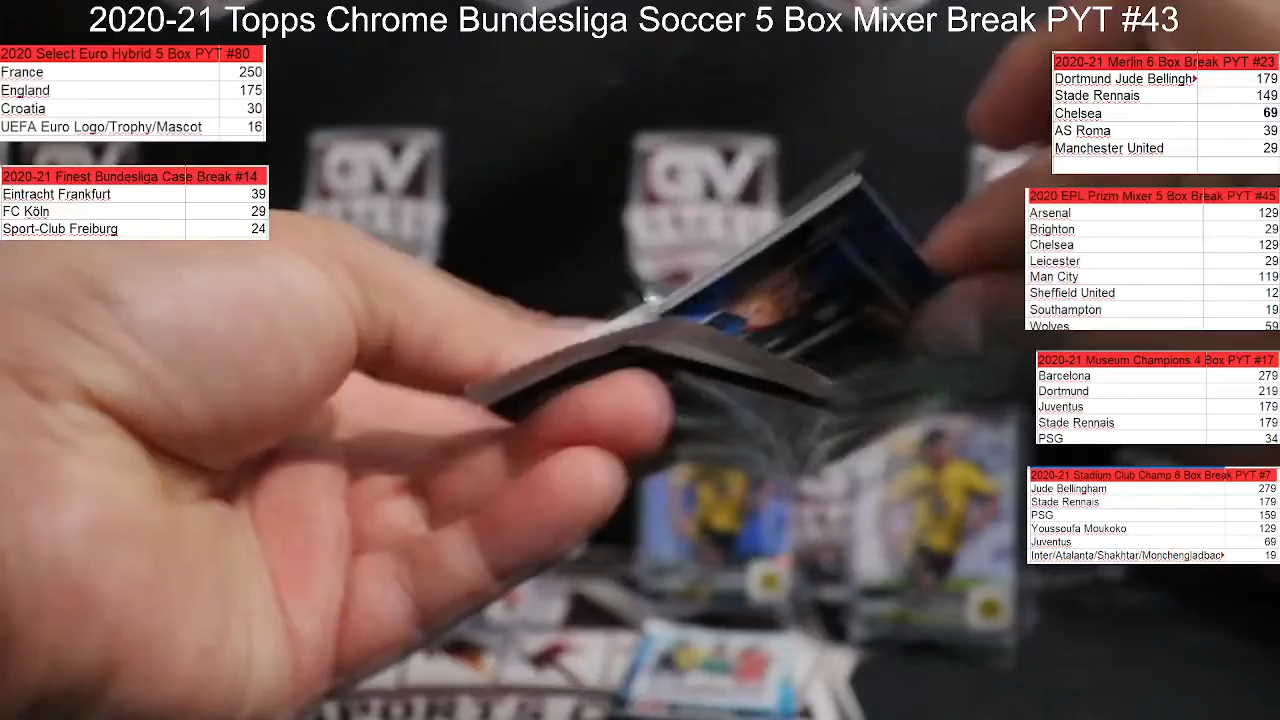 2020-21 Topps Chrome Bundesliga Soccer 5 Box Mixer Break PYT #43
2020 Select Euro Hybrid 5 Box PYT #80
France 250
England 175
Croatia 30
UEFA Euro Logo/Trophy/Mascot 16
2020-21 Finest Bundesliga Case Break #14
Eintracht Frankfurt 39
FC Köln 29
Sport-Club Freiburg 24
2020-21 Merlin 6 Box Break PYT #23
Dortmund Jude Bellingh 179
Stade Rennais 149
Chelsea 69
AS Roma 39
Manchester United 29
2020 EPL Prizm Mixer 5 Box Break PYT #45
Arsenal 129
Brighton 29
Chelsea 129
Leicester 29
Man City 119
Sheffield United 12
Southampton 19
Wolves 59
2020-21 Museum Champions 4 Box PYT #17
Barcelona 279
Dortmund 219
Juventus 179
Stade Rennais 179
PSG 34
2020-21 Stadium Club Champ 6 Box Break PYT #7
Jude Bellingham 279
Stade Rennais 179
PSG 159
Youssoufa Moukoko 129
Juventus 69
Inter/Atalanta/Shakhtar/Monchengladbac 19
GV
GV
SPORTS